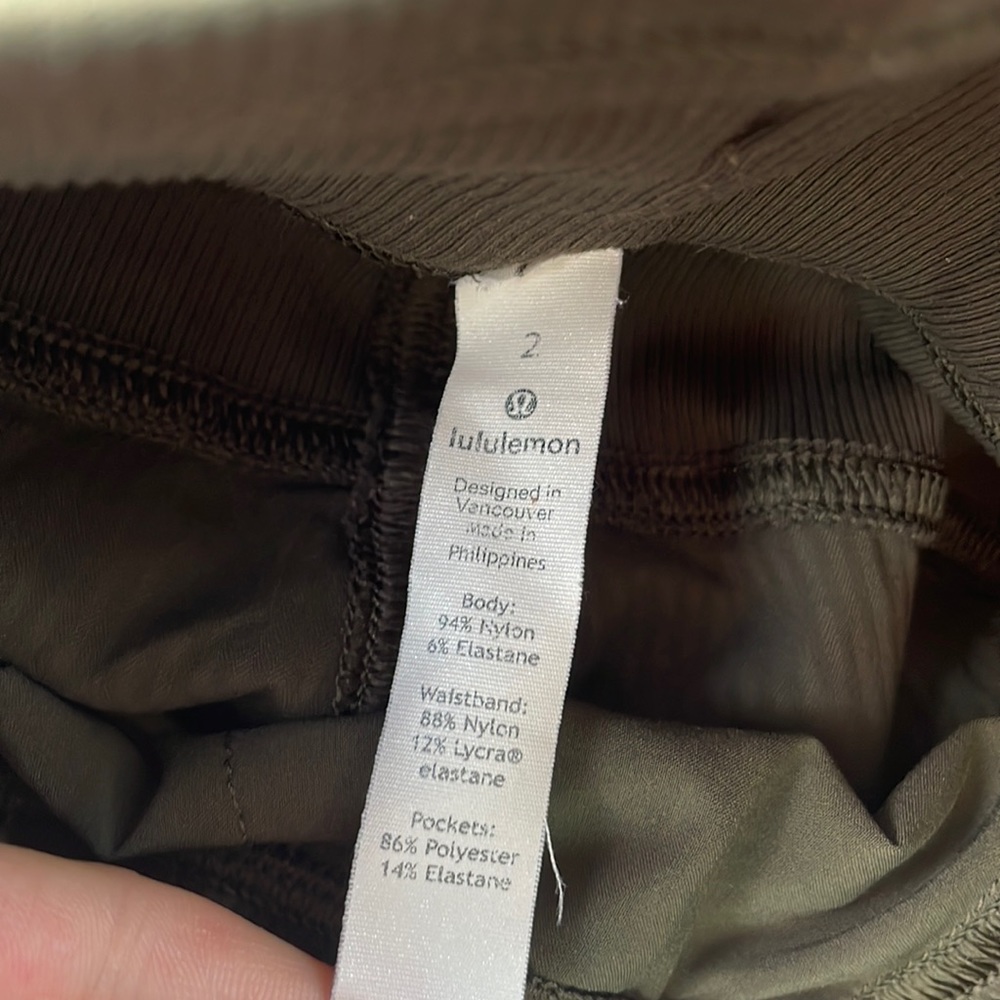 2
lululemon
Designed in
Vancouver
Made in
Philippines
Body:
94% Nylon
6% Elastane
Waistband:
88% Nylon
12% Lycra®
elastane
Pockets:
86% Polyester
14% Elastane